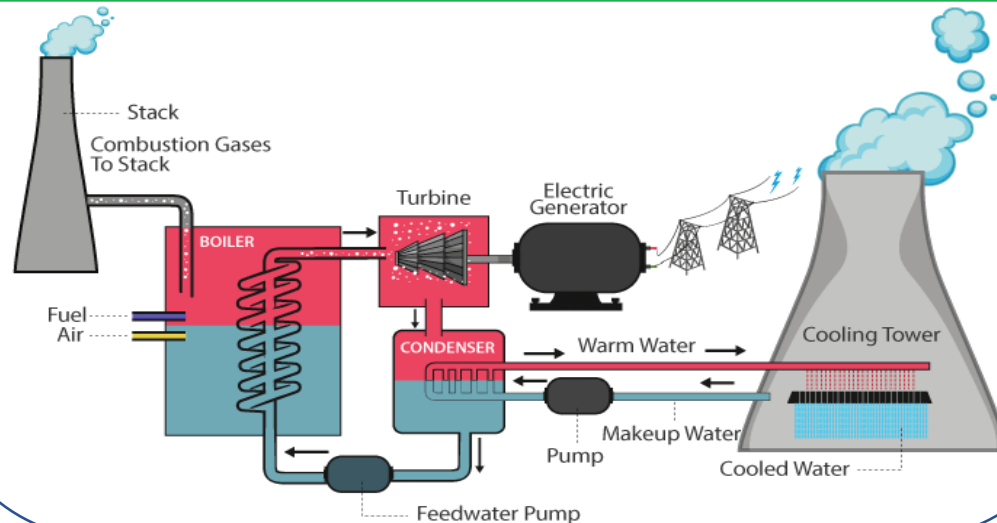 Stack
Combustion Gases
To Stack
Turbine
Electric
Generator
BOILER
Fuel
Air
CONDENSER
Warm Water
Cooling Tower
Makeup Water
Pump
Cooled Water
Feedwater Pump